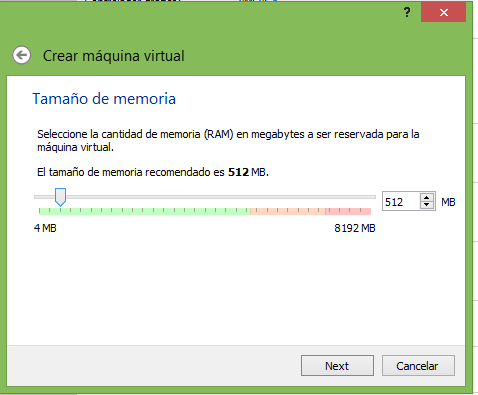 ?
Crear máquina virtual
Tamaño de memoria
Seleccione la cantidad de memoria (RAM) en megabytes a ser reservada para la
máquina virtual.
El tamaño de memoria recomendado es 512 MB.
512 MB
4 MB 8192 MB
Next Cancelar